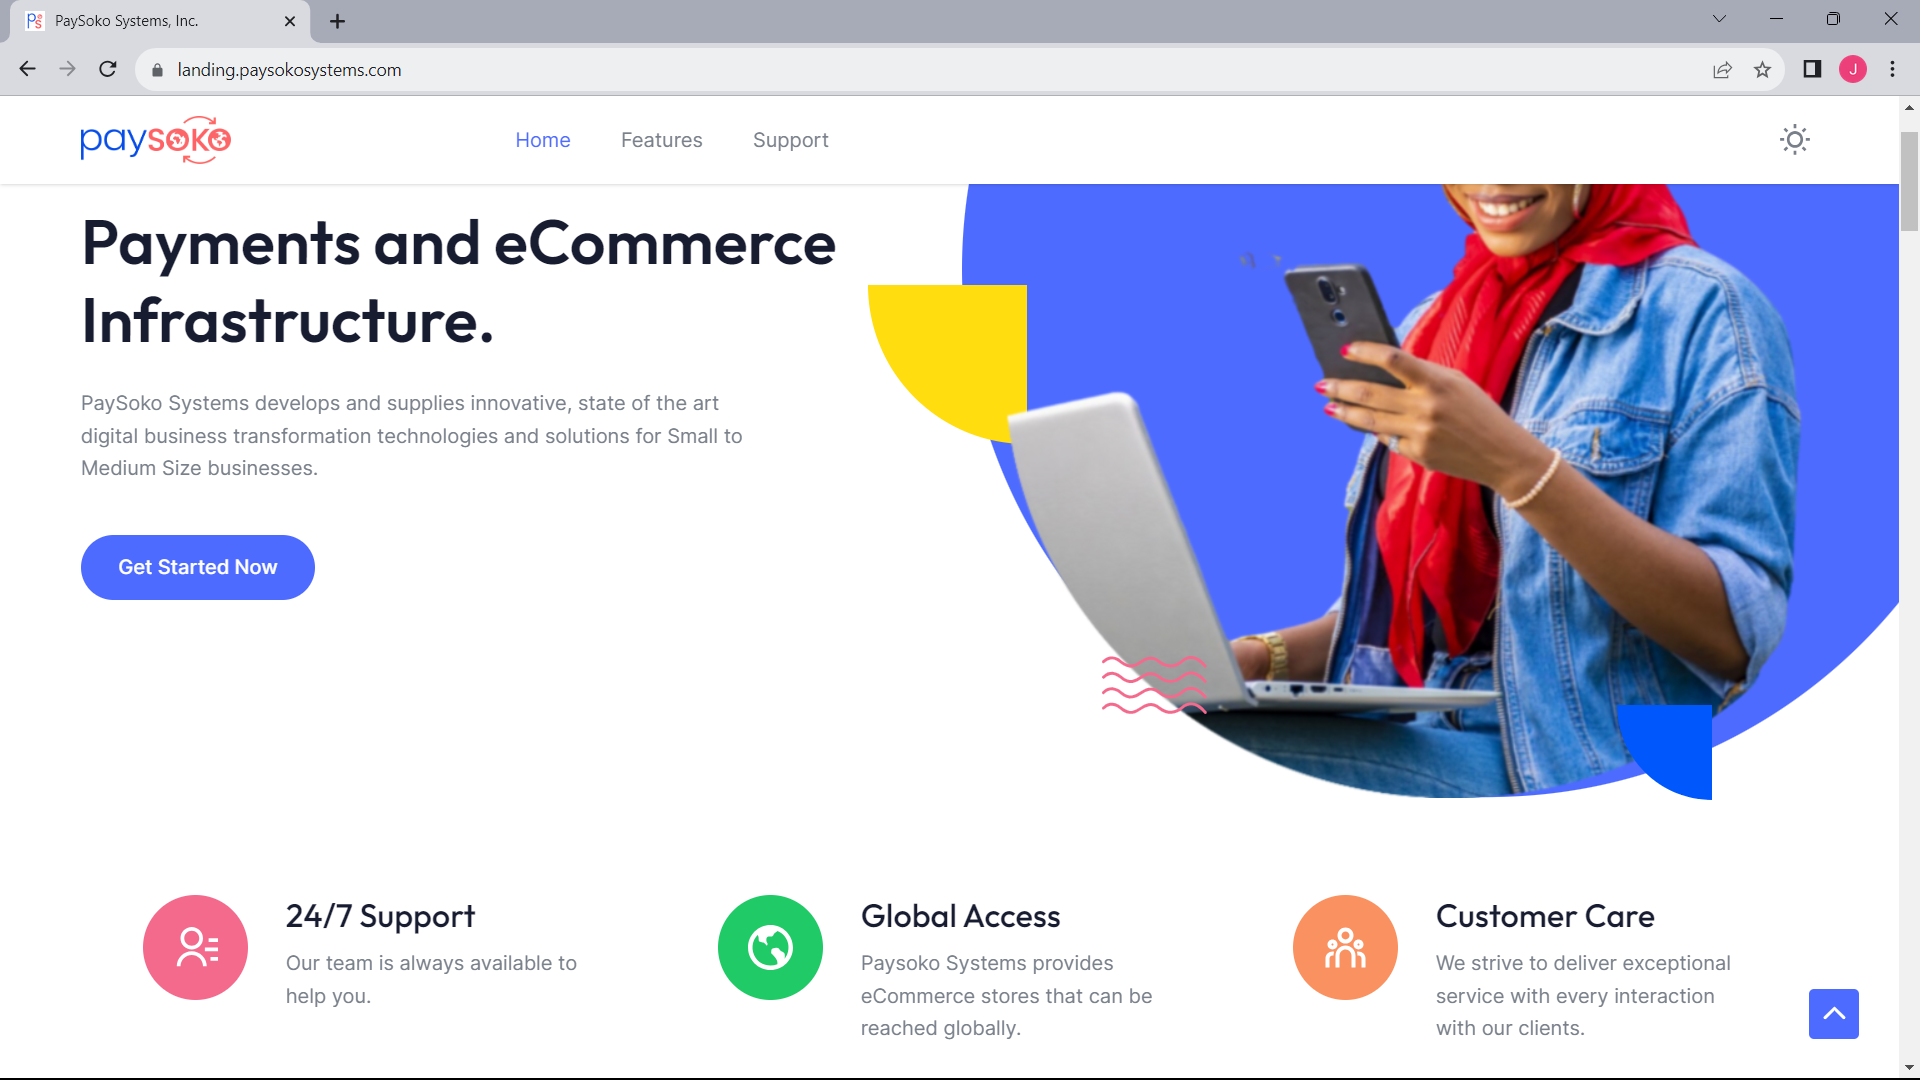 PaySoko Systems, Inc.
landing.paysokosystems.com
J
paysoko
Home Features Support
Payments and eCommerce
Infrastructure.
PaySoko Systems develops and supplies innovative, state of the art
digital business transformation technologies and solutions for Small to
Medium Size businesses.
Get Started Now
24/7 Support
Our team is always available to
help you.
Global Access
Paysoko Systems provides
eCommerce stores that can be
reached globally.
Customer Care
We strive to deliver exceptional
service with every interaction
with our clients.